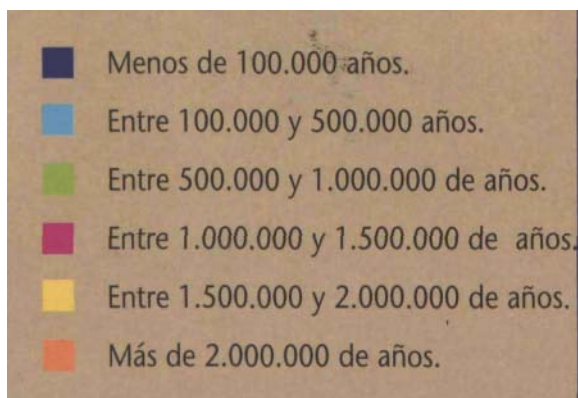 Menos de 100.000 años.
Entre 100.000 y 500.000 años.
Entre 500.000 y 1.000.000 de años.
Entre 1.000.000 y 1.500.000 de años.
Entre 1.500.000 y 2.000.000 de años.
Más de 2.000.000 de años.